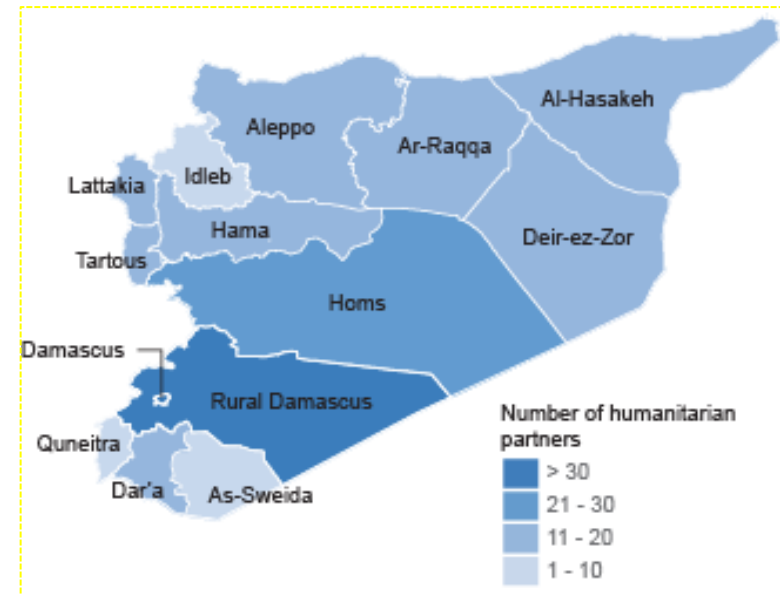 Al-Hasakeh
Aleppo
Ar-Raqqa
Idleb
Lattakia
Hama
Deir-ez-Zor
Tartous
Homs
Damascus
Rural Damascus
Quneitra
Dar'a
As-Sweida
Number of humanitarian
partners
> 30
21 - 30
11 - 20
1 - 10